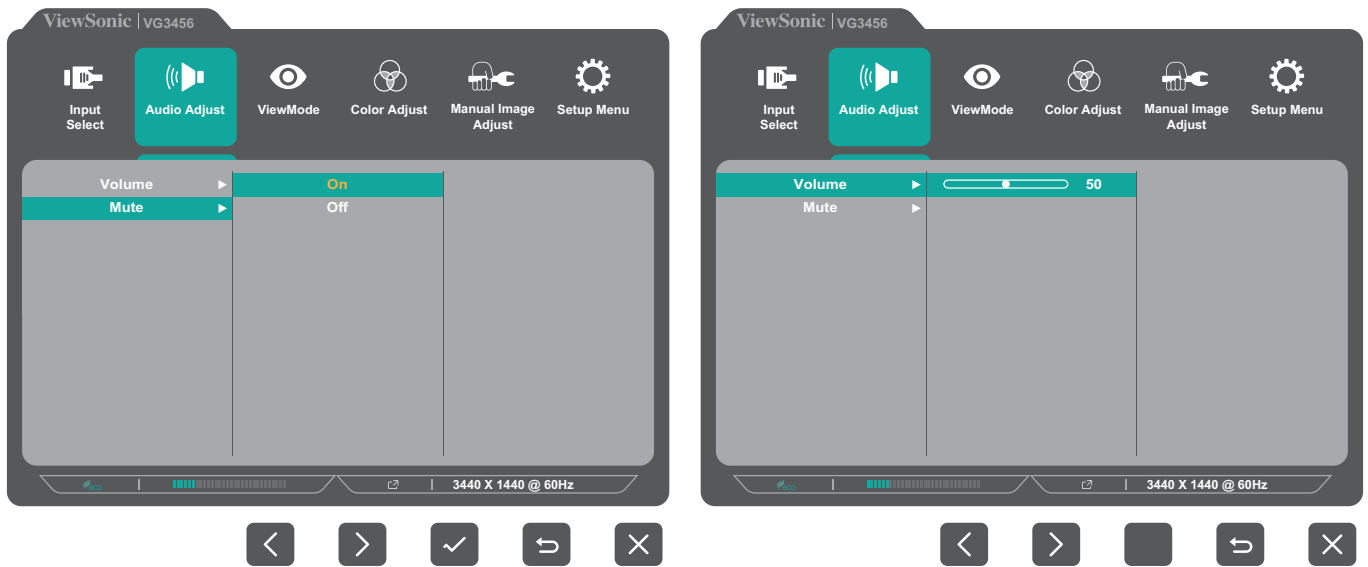 ViewSonic | VG3456
Input Select
Audio Adjust
ViewMode
Color Adjust
Manual Image Adjust
Setup Menu
Volume
On
Mute
Off
eco
3440 X 1440 @ 60Hz
ViewSonic | VG3456
Input Select
Audio Adjust
ViewMode
Color Adjust
Manual Image Adjust
Setup Menu
Volume
50
Mute
eco
3440 X 1440 @ 60Hz